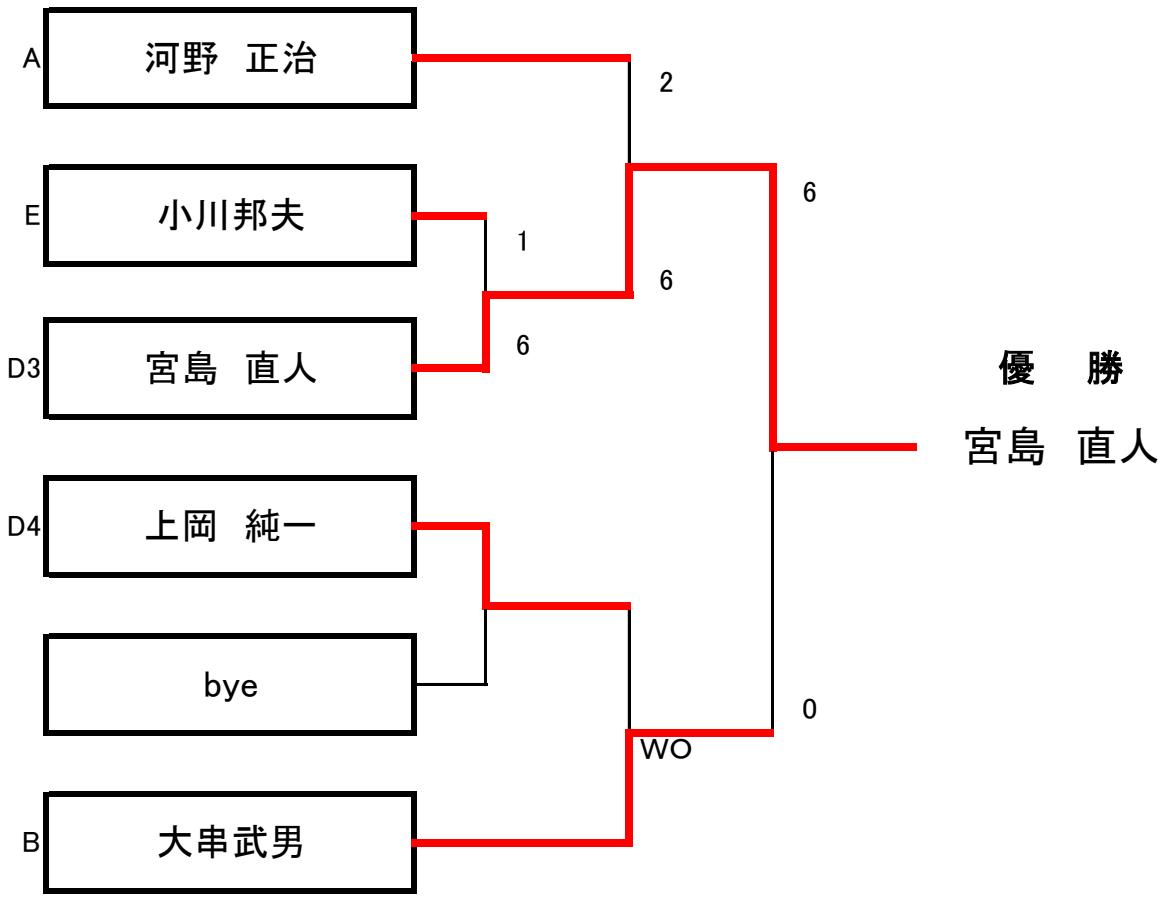 A 河野　正治
2
6
E 小川邦夫
1
6
D3 宮島　直人
6
優　勝
宮島　直人
D4 上岡　純一
bye
0
WO
B 大串武男